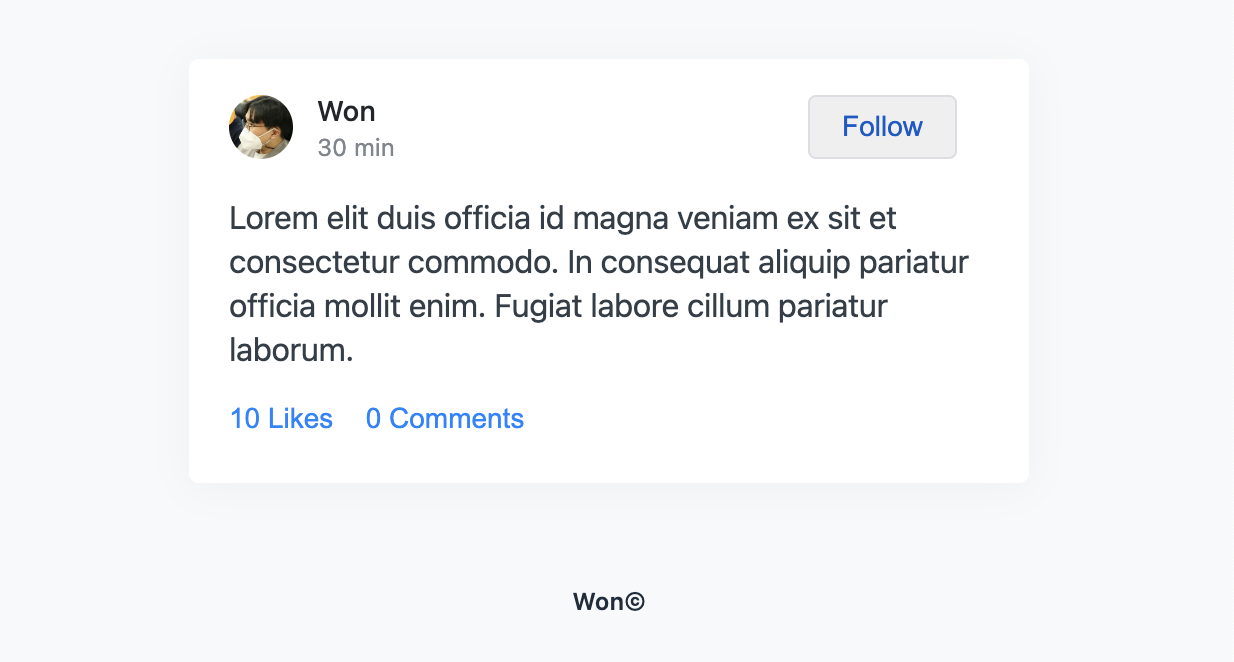 Won
30 min
Follow
Lorem elit duis officia id magna veniam ex sit et
consectetur commodo. In consequat aliquip pariatur
officia mollit enim. Fugiat labore cillum pariatur
laborum.
10 Likes 0 Comments
Won©